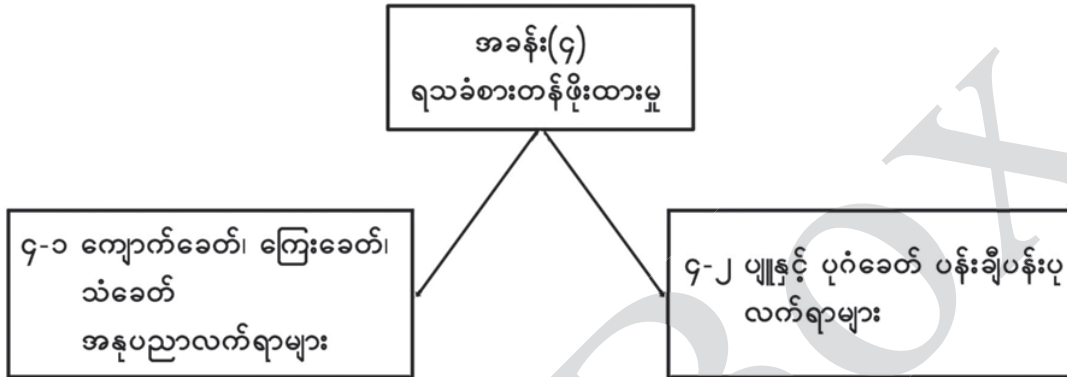 အခန်း(၄)
ရသခံစားတန်ဖိုးထားမှု
၄-၁ ကျောက်ခေတ်၊ ကြေးခေတ်၊
သံခေတ်
အနုပညာလက်ရာများ
၄-၂ ပျူနှင့် ပုဂံခေတ် ပန်းချီပန်းပု
လက်ရာများ